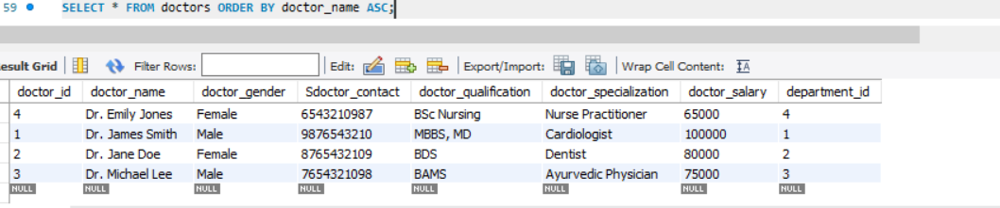 59 SELECT * FROM doctors ORDER BY doctor_name ASC;
esult Grid Filter Rows: Edit: Export/Import: Wrap Cell Content: IA
doctor_id doctor_name doctor_gender Sdoctor_contact doctor_qualification doctor_specialization doctor_salary department_id
4 Dr. Emily Jones Female 6543210987 BSc Nursing Nurse Practitioner 65000 4
1 Dr. James Smith Male 9876543210 MBBS, MD Cardiologist 100000 1
2 Dr. Jane Doe Female 8765432109 BDS Dentist 80000 2
3 Dr. Michael Lee Male 7654321098 BAMS Ayurvedic Physician 75000 3
NULL NULL NULL NULL NULL NULL NULL NULL